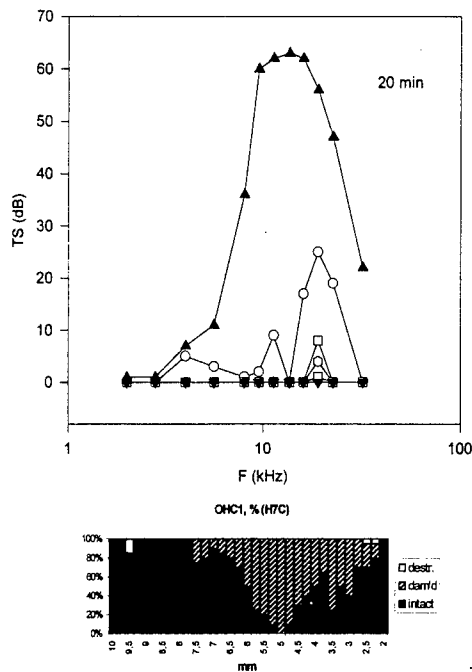 70
60
50
40
30
20
10
0
TS (dB)
20 min
1 10 100
F (kHz)
OHC1, % (H7C)
100%
80%
60%
40%
20%
0%
destr.
dam'd
intact
10 9,5 9 8,5 8 7,5 7 6,5 6 5,5 5 4,5 4 3,5 3 2,5 2
mm